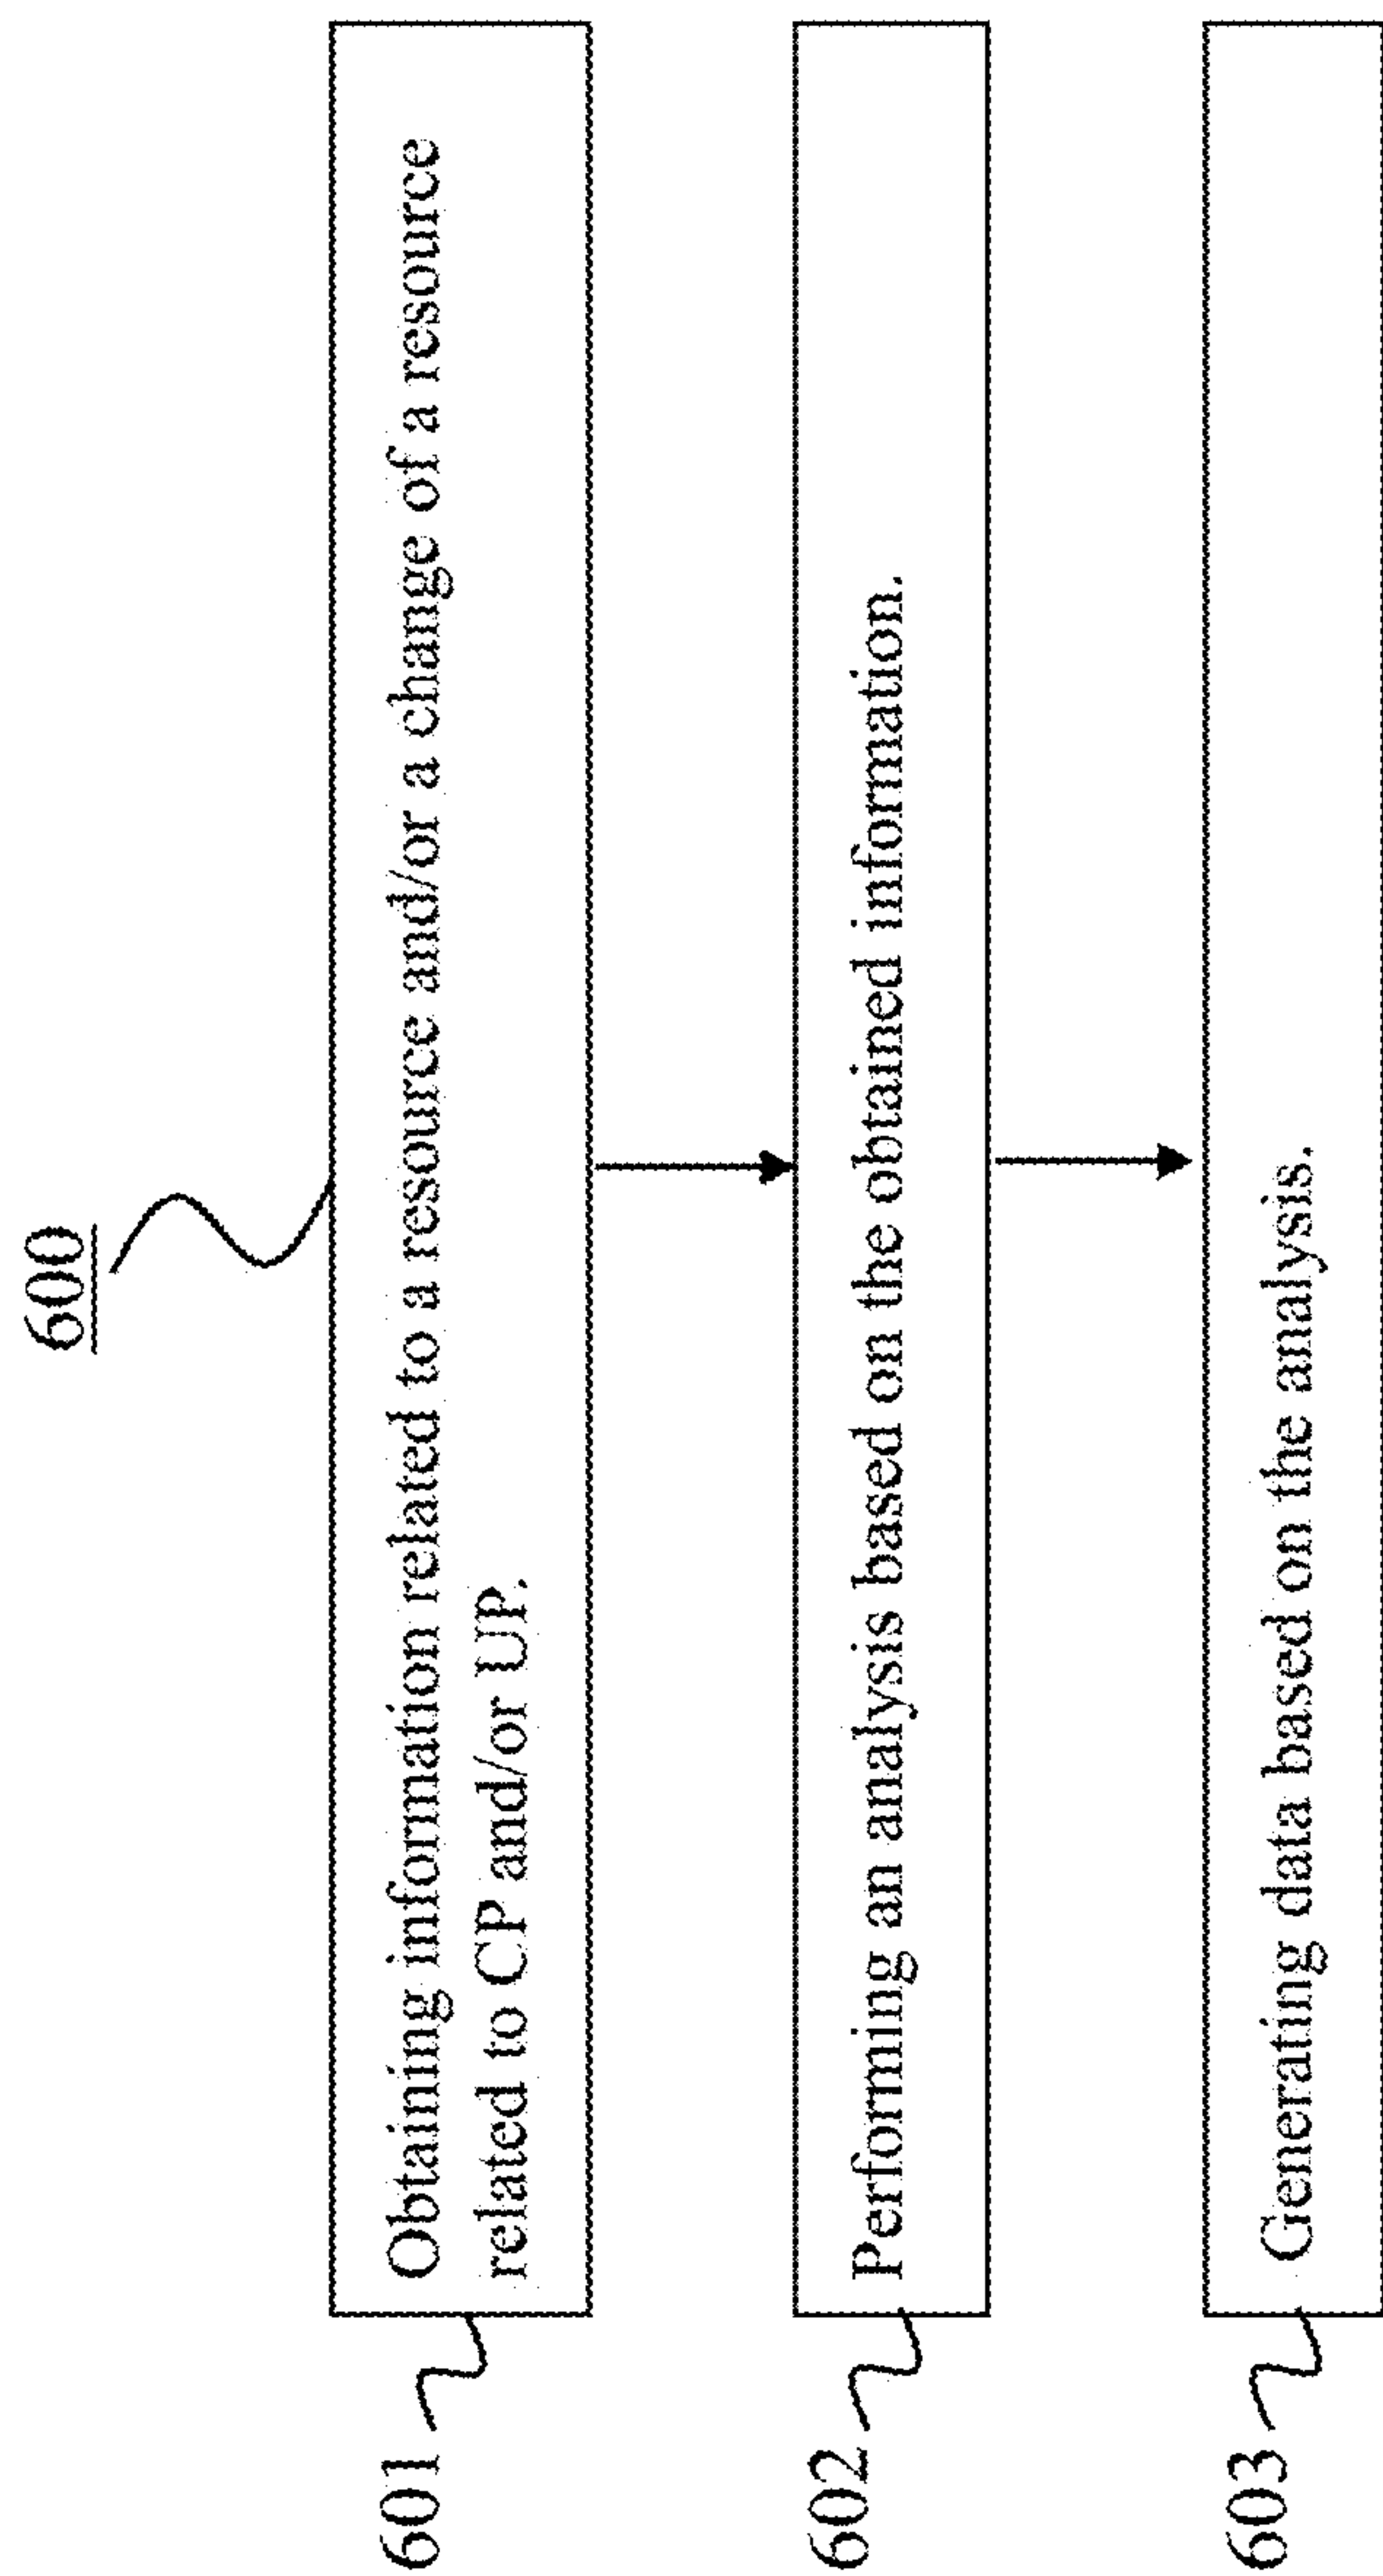 600
601
Obtaining information related to a resource and/or a change of a resource
related to CP and/or UP.
602
Performing an analysis based on the obtained information.
603
Generating data based on the analysis.